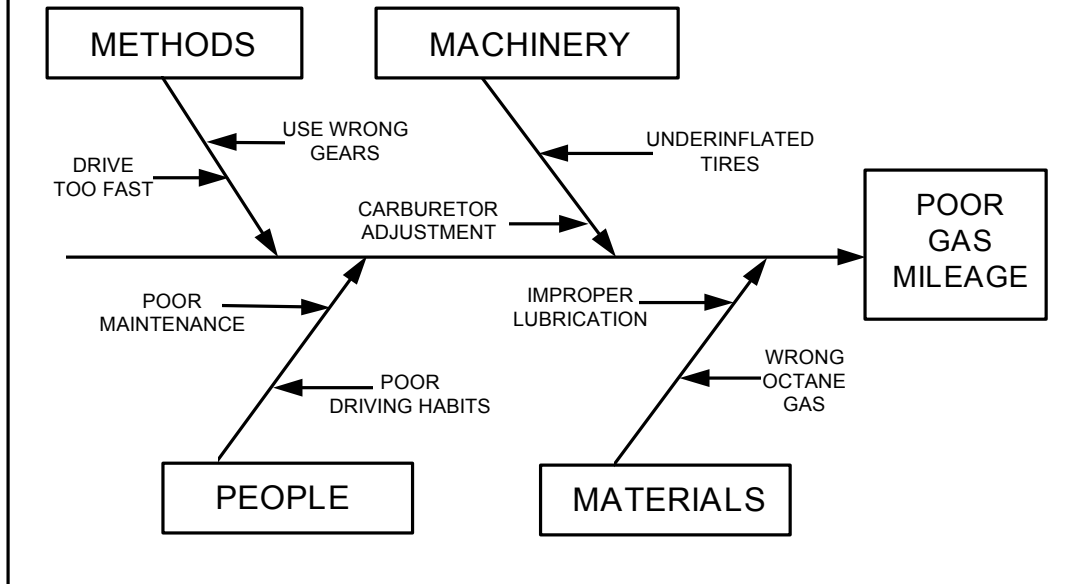 METHODS
MACHINERY
USE WRONG
GEARS
DRIVE
TOO FAST
UNDERINFLATED
TIRES
CARBURETOR
ADJUSTMENT
POOR
GAS
MILEAGE
POOR
MAINTENANCE
POOR
DRIVING HABITS
IMPROPER
LUBRICATION
WRONG
OCTANE
GAS
PEOPLE
MATERIALS